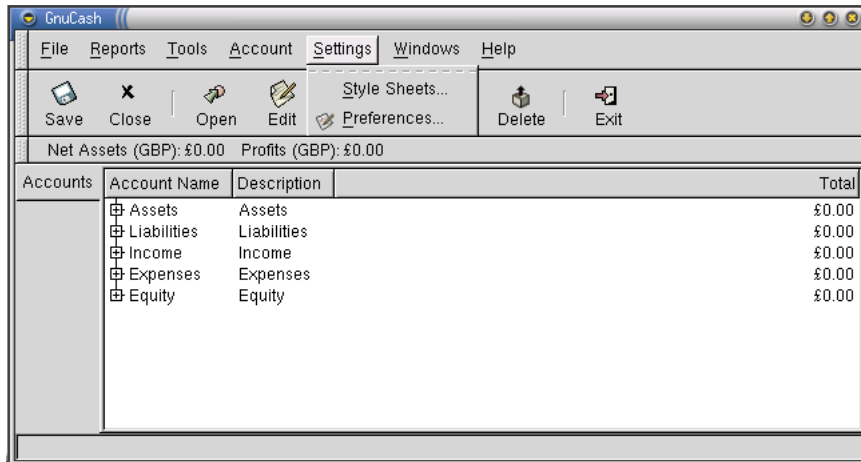 GnuCash
File Reports Tools Account Settings Windows Help
Style Sheets...
Preferences...
Save Close Open Edit Delete Exit
Net Assets (GBP): £0.00 Profits (GBP): £0.00
Accounts Account Name Description Total
Assets Assets £0.00
Liabilities Liabilities £0.00
Income Income £0.00
Expenses Expenses £0.00
Equity Equity £0.00